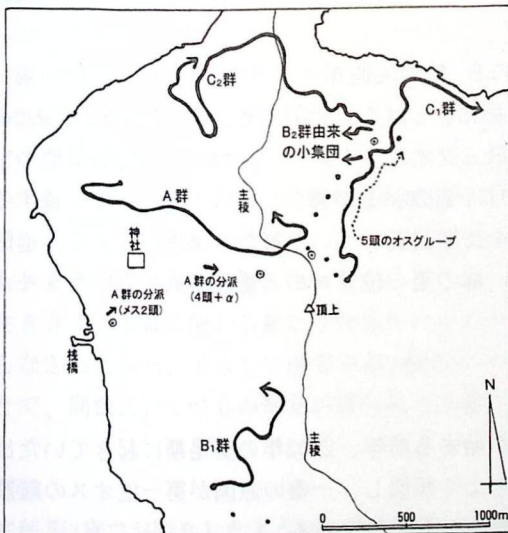 C₂群
C₁群
B₂群由来
の小集団
A群
主稜
5頭のオスグループ
神社
A群の分派
(4頭+α)
A群の分派
(メス2頭)
頂上
桟橋
B₁群
主稜
N
0 500 1000m